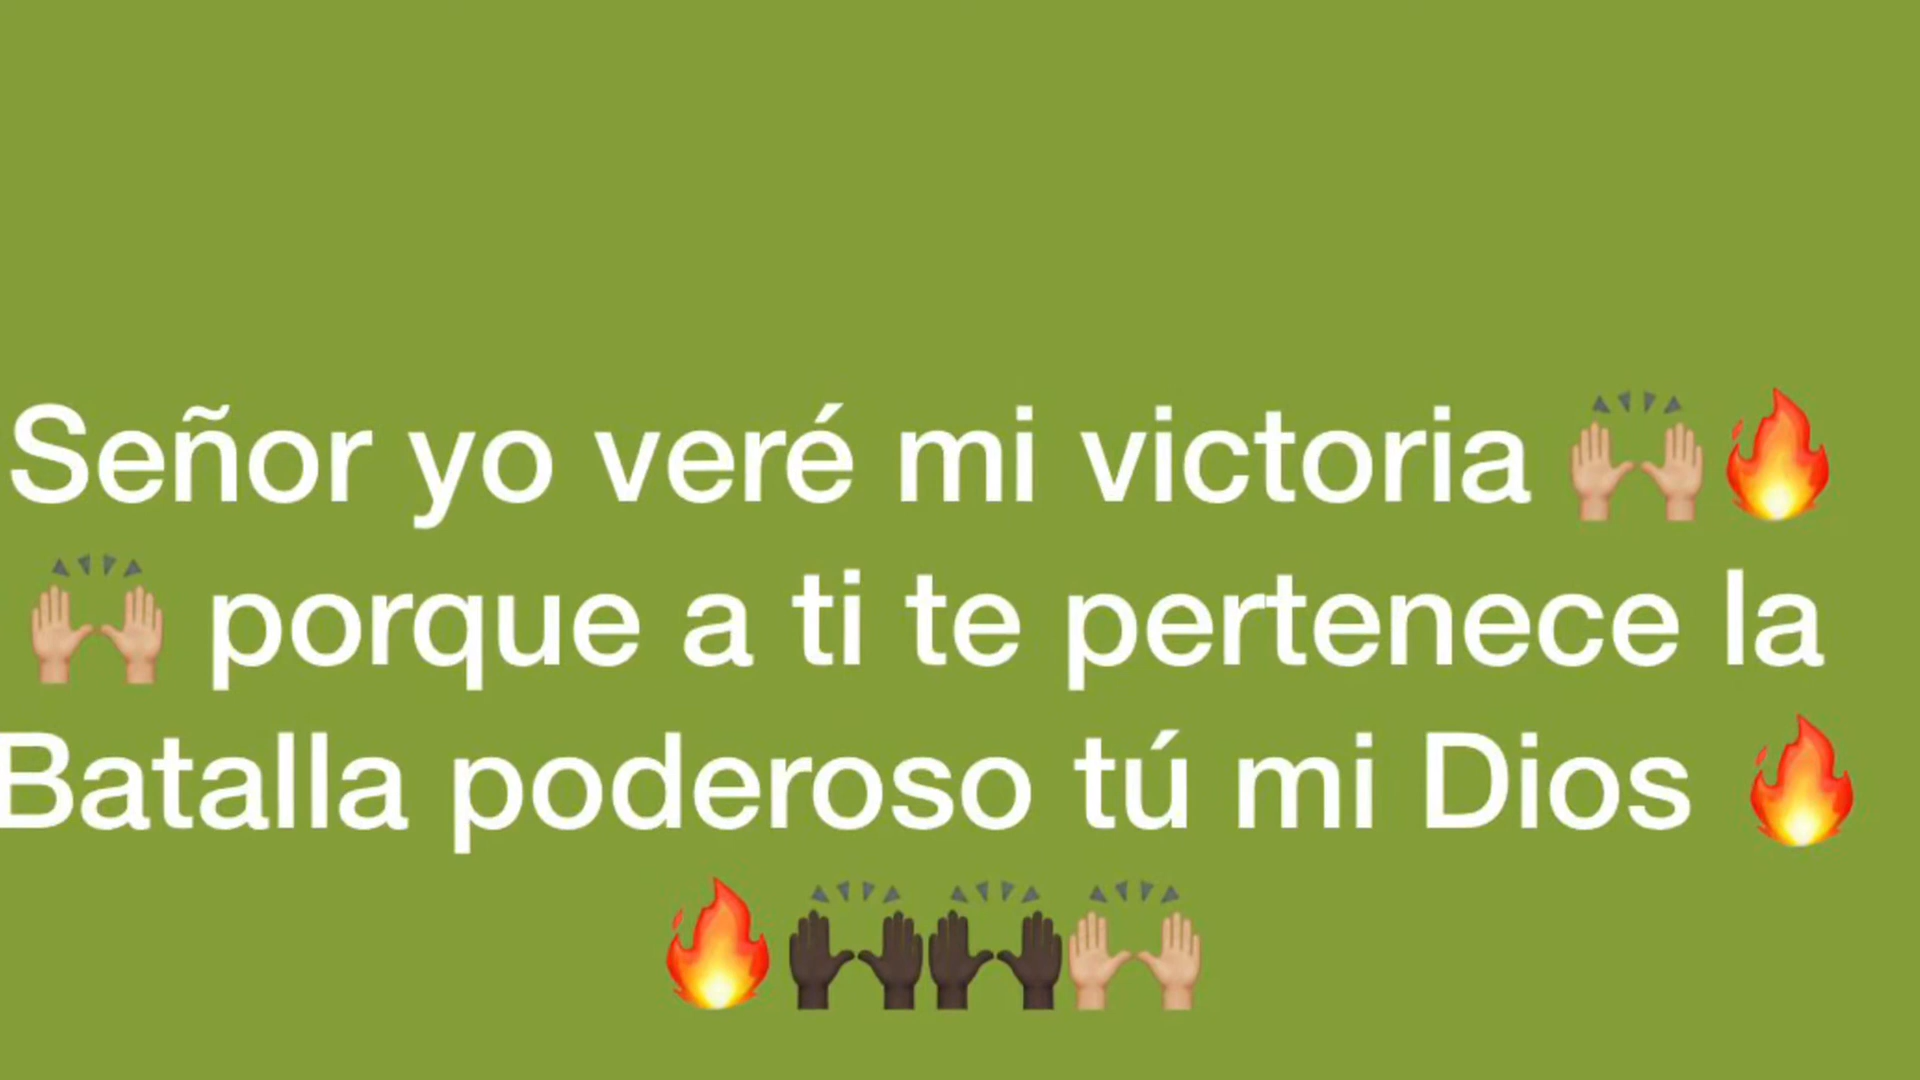 Señor yo veré mi victoria 🙌🏼🔥
🙌🏼 porque a ti te pertenece la
Batalla poderoso tú mi Dios 🔥
🔥🙌🏿🙌🏿🙌🏼